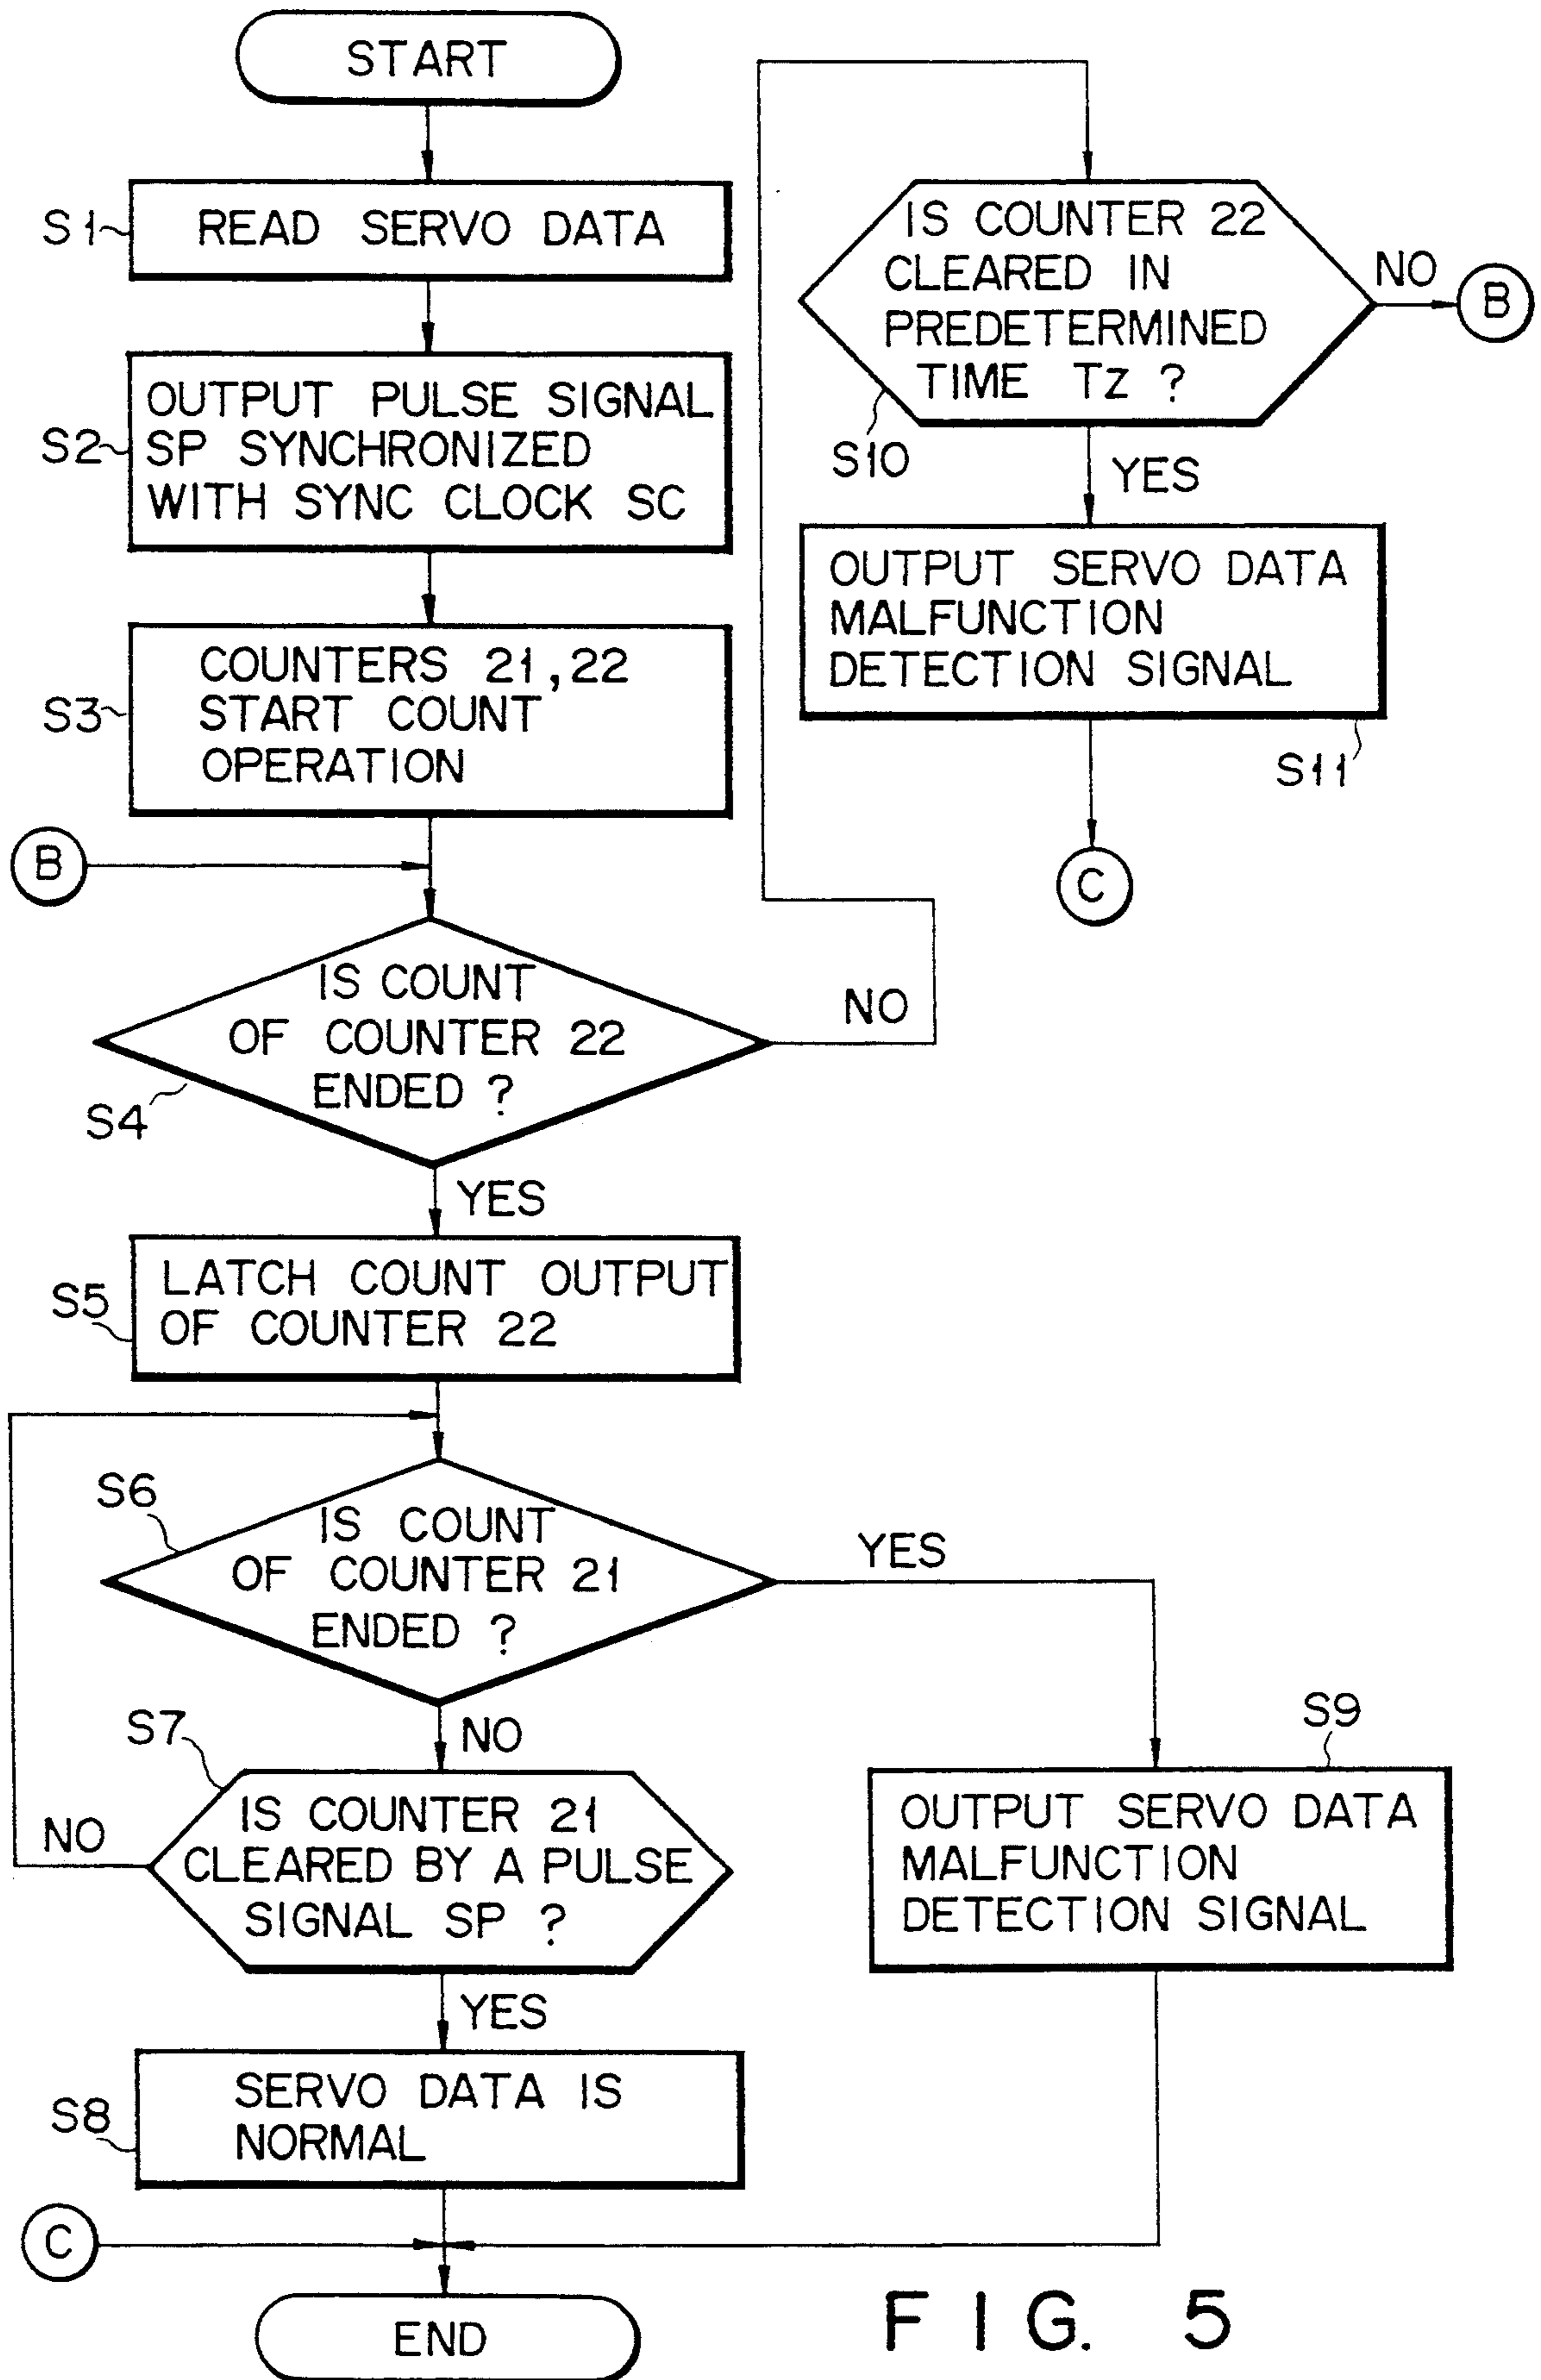 START
S1
READ SERVO DATA
S2
OUTPUT PULSE SIGNAL
SP SYNCHRONIZED
WITH SYNC CLOCK SC
S3
COUNTERS 21, 22
START COUNT
OPERATION
B
IS COUNT
OF COUNTER 22
ENDED ?
S4
NO
YES
S5
LATCH COUNT OUTPUT
OF COUNTER 22
S6
IS COUNT
OF COUNTER 21
ENDED ?
YES
NO
S7
IS COUNTER 21
CLEARED BY A PULSE
SIGNAL SP ?
NO
YES
S8
SERVO DATA IS
NORMAL
C
END
S9
OUTPUT SERVO DATA
MALFUNCTION
DETECTION SIGNAL
IS COUNTER 22
CLEARED IN
PREDETERMINED
TIME TZ ?
S10
NO
B
YES
OUTPUT SERVO DATA
MALFUNCTION
DETECTION SIGNAL
S11
C
FIG. 5